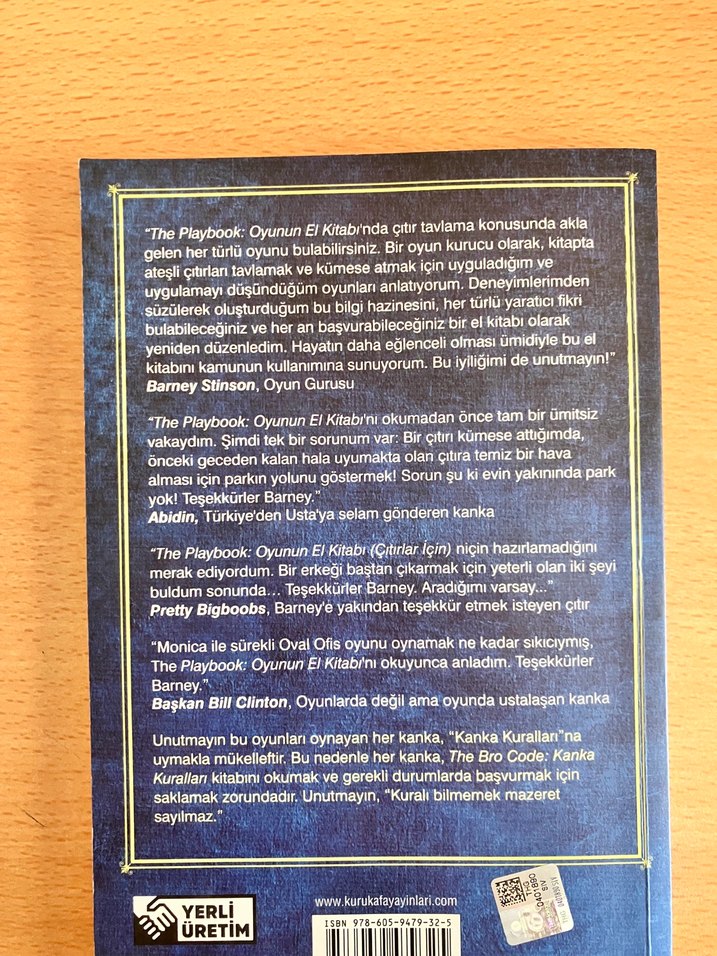 “The Playbook: Oyunun El Kitabı'nda çıtır tavlama konusunda akla
gelen her türlü oyunu bulabilirsiniz. Bir oyun kurucu olarak, kitapta
ateşli çıtırları tavlamak ve kümese atmak için uyguladığım ve
uygulamayı düşündüğüm oyunları anlatıyorum. Deneyimlerimden
süzülerek oluşturduğum bu bilgi hazinesini, her türlü yaratıcı fikri
bulabileceğiniz ve her an başvurabileceğiniz bir el kitabı olarak
yeniden düzenledim. Hayatın daha eğlenceli olması ümidiyle bu el
kitabını kamunun kullanımına sunuyorum. Bu iyiliğimi de unutmayın!”
Barney Stinson, Oyun Gurusu
“The Playbook: Oyunun El Kitabı'nı okumadan önce tam bir ümitsiz
vakaydım. Şimdi tek bir sorunum var: Bir çıtırı kümese attığımda,
önceki geceden kalan hala uyumakta olan çıtıra temiz bir hava
alması için parkın yolunu göstermek! Sorun şu ki evin yakınında park
yok! Teşekkürler Barney.”
Abidin, Türkiye'den Usta'ya selam gönderen kanka
“The Playbook: Oyunun El Kitabı (Çıtırlar İçin) niçin hazırlamadığını
merak ediyordum. Bir erkeği baştan çıkarmak için yeterli olan iki şeyi
buldum sonunda... Teşekkürler Barney. Aradığımı varsay...”
Pretty Bigboobs, Barney'e yakından teşekkür etmek isteyen çıtır
“Monica ile sürekli Oval Ofis oyunu oynamak ne kadar sıkıcıymış,
The Playbook: Oyunun El Kitabı'nı okuyunca anladım. Teşekkürler
Barney.”
Başkan Bill Clinton, Oyunlarda değil ama oyunda ustalaşan kanka
Unutmayın bu oyunları oynayan her kanka, “Kanka Kuralları”na
uymakla mükelleftir. Bu nedenle her kanka, The Bro Code: Kanka
Kuralları kitabını okumak ve gerekli durumlarda başvurmak için
saklamak zorundadır. Unutmayın, “Kuralı bilmemek mazeret
sayılmaz.”
YERLİ
ÜRETİM
www.kurukafayayinlari.com
ISBN 978-605-9479-32-5